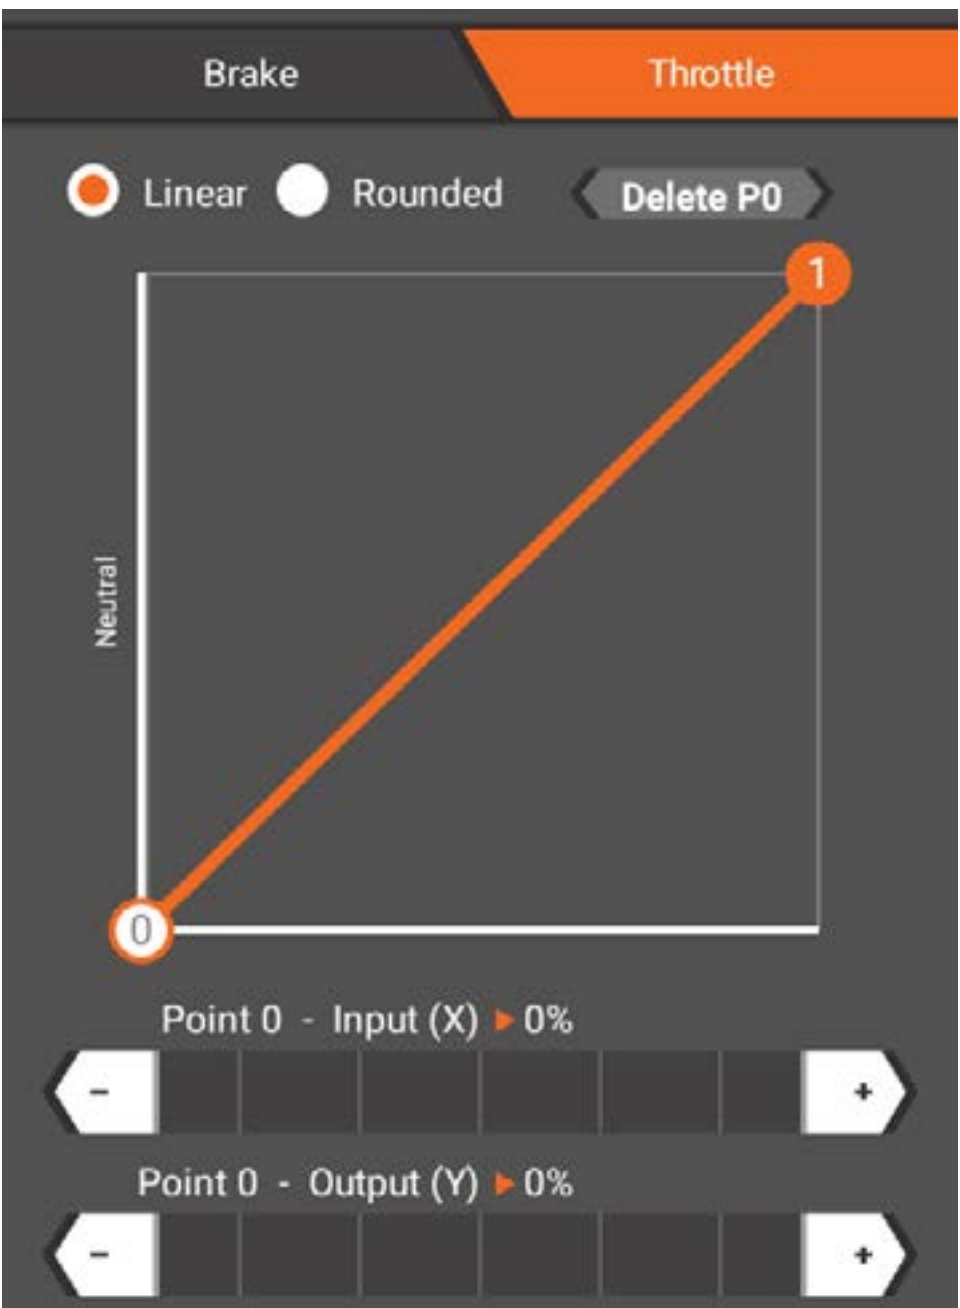 Brake Throttle
Linear Rounded Delete P0
1
Neutral
0
Point 0 - Input (X) ▶ 0%
- +
Point 0 - Output (Y) ▶ 0%
- +